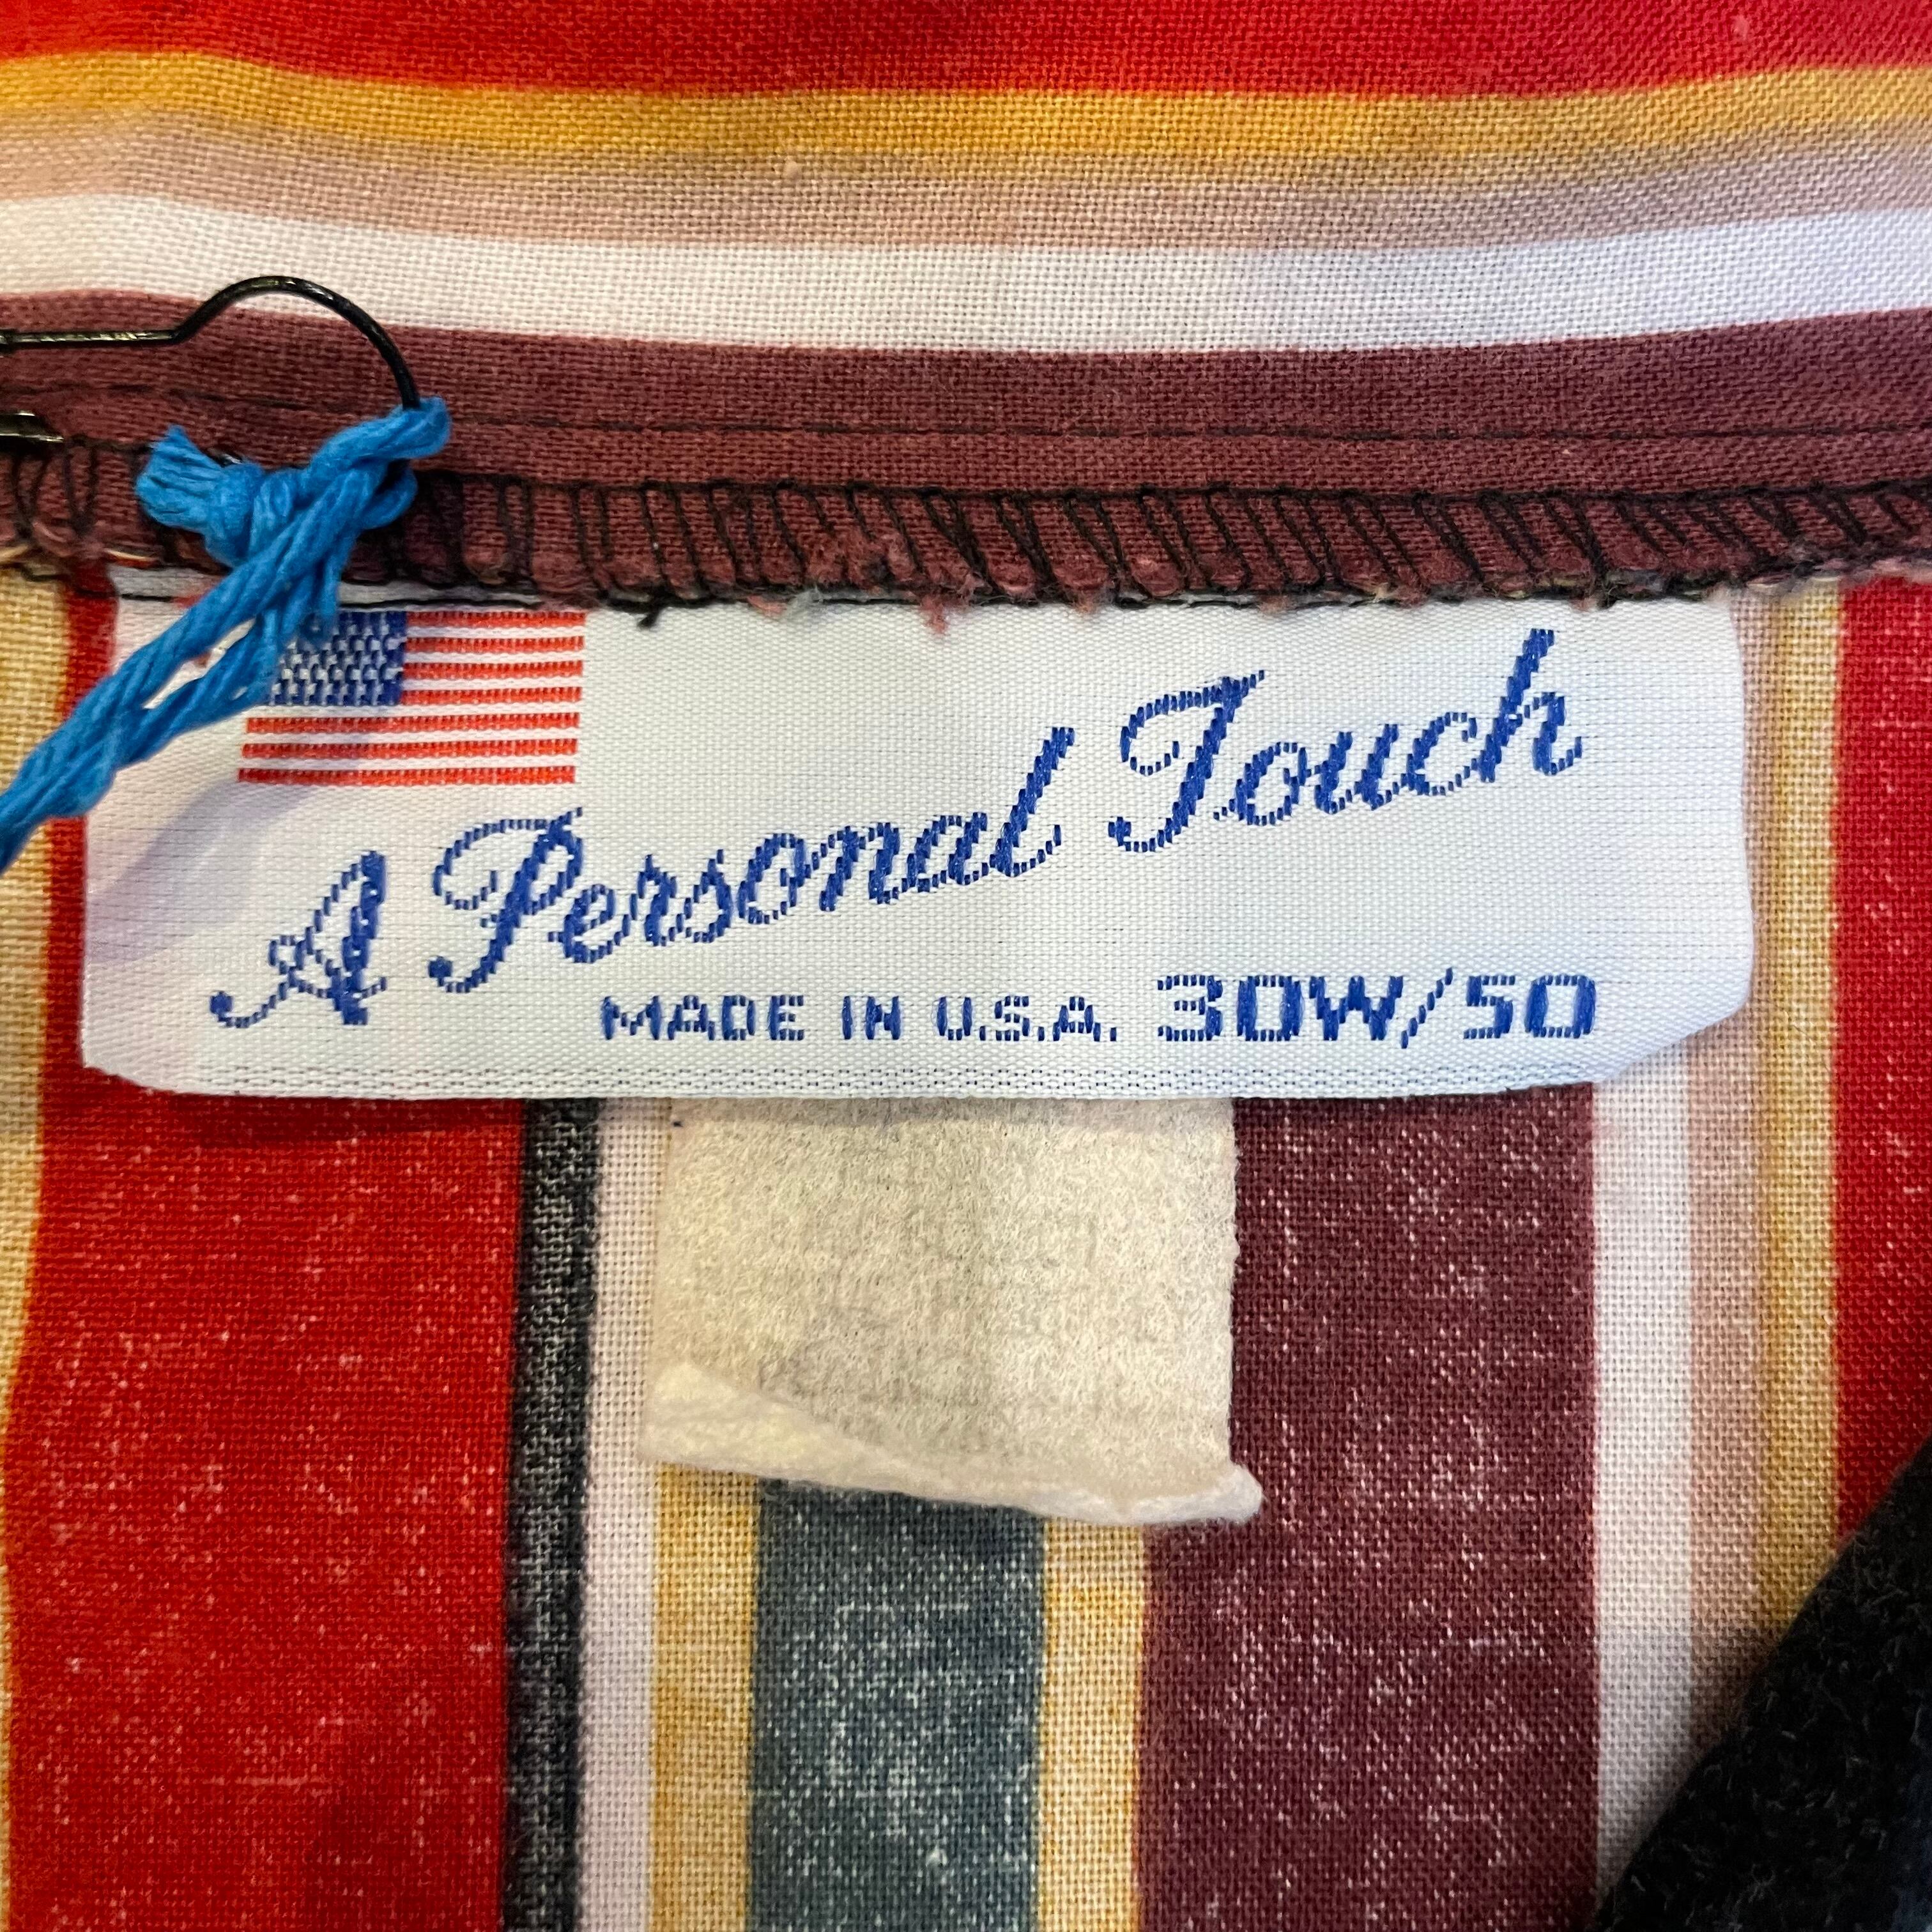 A Personal Touch
MADE IN U.S.A. 30W/50